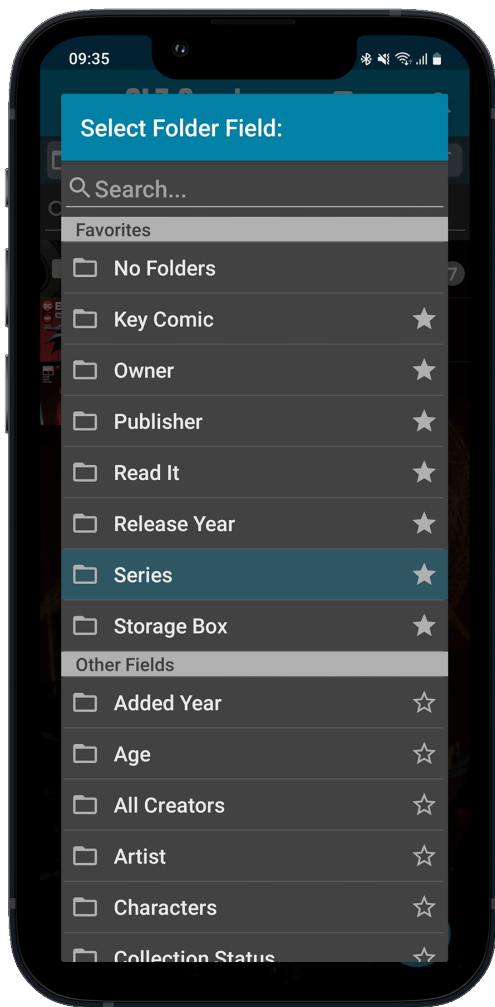 09:35
Select Folder Field:
Search...
Favorites
No Folders
Key Comic
Owner
Publisher
Read It
Release Year
Series
Storage Box
Other Fields
Added Year
Age
All Creators
Artist
Characters
Collection Status
7